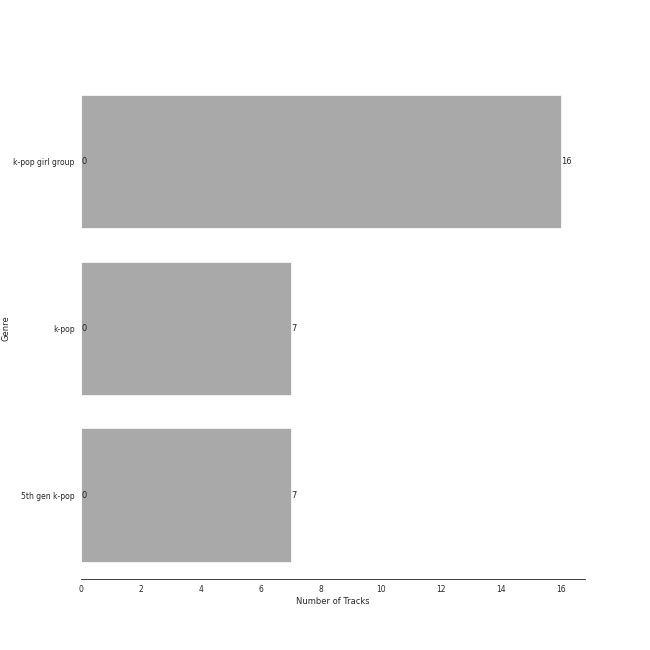 k-pop girl group 0 16
k-pop 0 7
5th gen k-pop 0 7
Genre
0 2 4 6 8 10 12 14 16
Number of Tracks